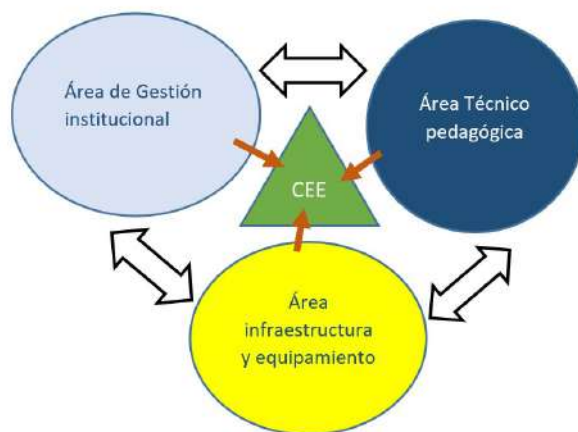 Área de Gestión
institucional
Área Técnico
pedagógica
CEE
Área
infraestructura
y equipamiento